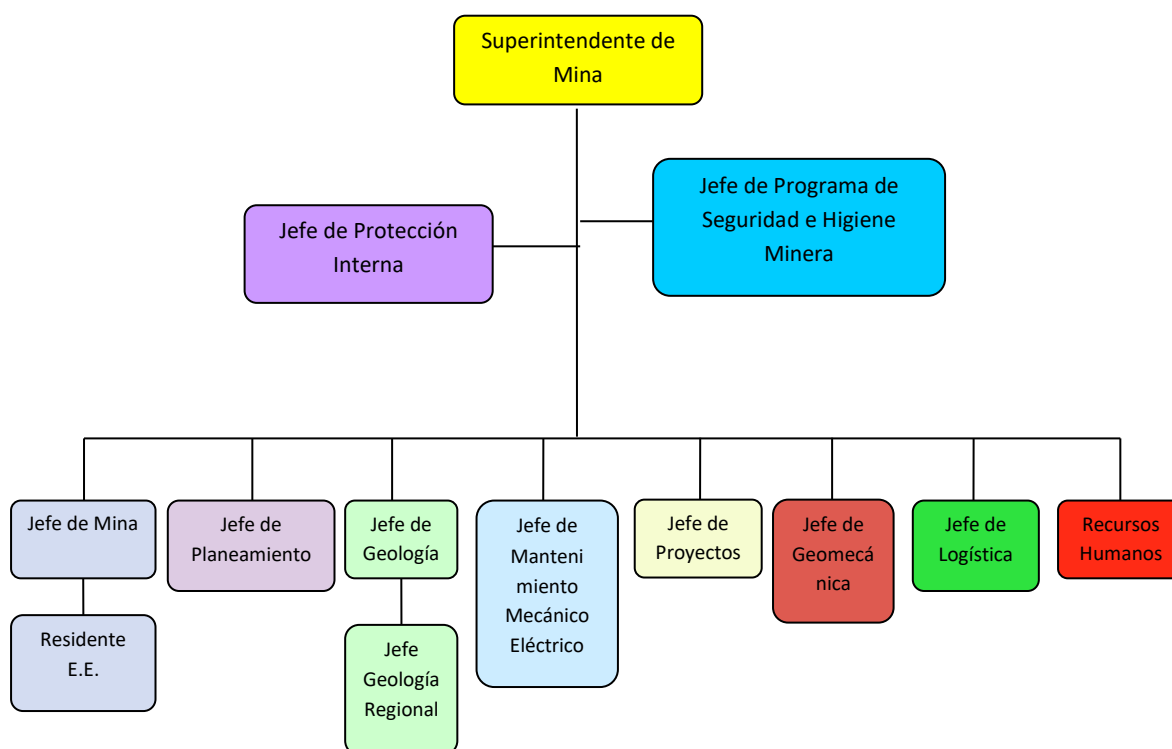 Superintendente de
Mina
Jefe de Programa de
Seguridad e Higiene
Minera
Jefe de Protección
Interna
Jefe de Mina
Jefe de
Planeamiento
Jefe de
Geología
Jefe de
Manteni
miento
Mecánico
Eléctrico
Jefe de
Proyectos
Jefe de
Geomecá
nica
Jefe de
Logística
Recursos
Humanos
Residente
E.E.
Jefe
Geología
Regional